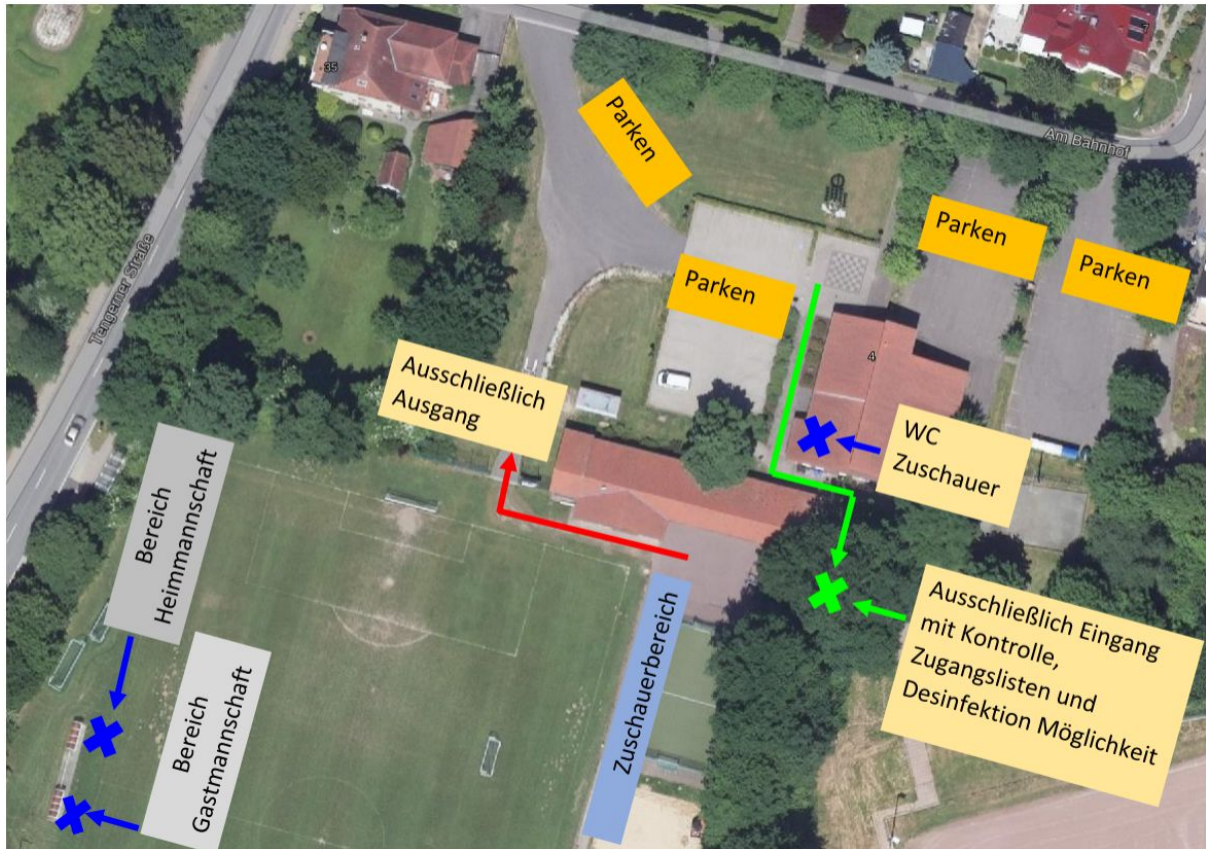 35
Parken
Am Bahnhof
Parken
Parken
Parken
Tengerner Straße
4
Ausschließlich
Ausgang
WC
Zuschauer
Bereich
Heimmannschaft
Bereich
Gastmannschaft
Zuschauerbereich
Ausschließlich Eingang
mit Kontrolle,
Zugangslisten und
Desinfektion Möglichkeit